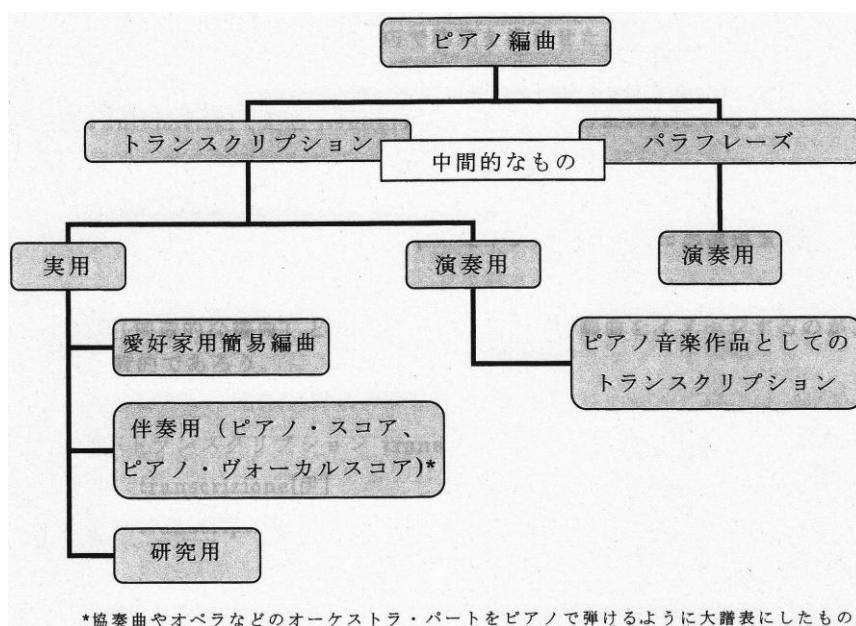 ピアノ編曲
トランスクリプション
中間的なもの
パラフレーズ
実用
演奏用
演奏用
愛好家用簡易編曲
ピアノ音楽作品としての
トランスクリプション
伴奏用（ピアノ・スコア、
ピアノ・ヴォーカルスコア)*
研究用
*協奏曲やオペラなどのオーケストラ・パートをピアノで弾けるように大譜表にしたもの